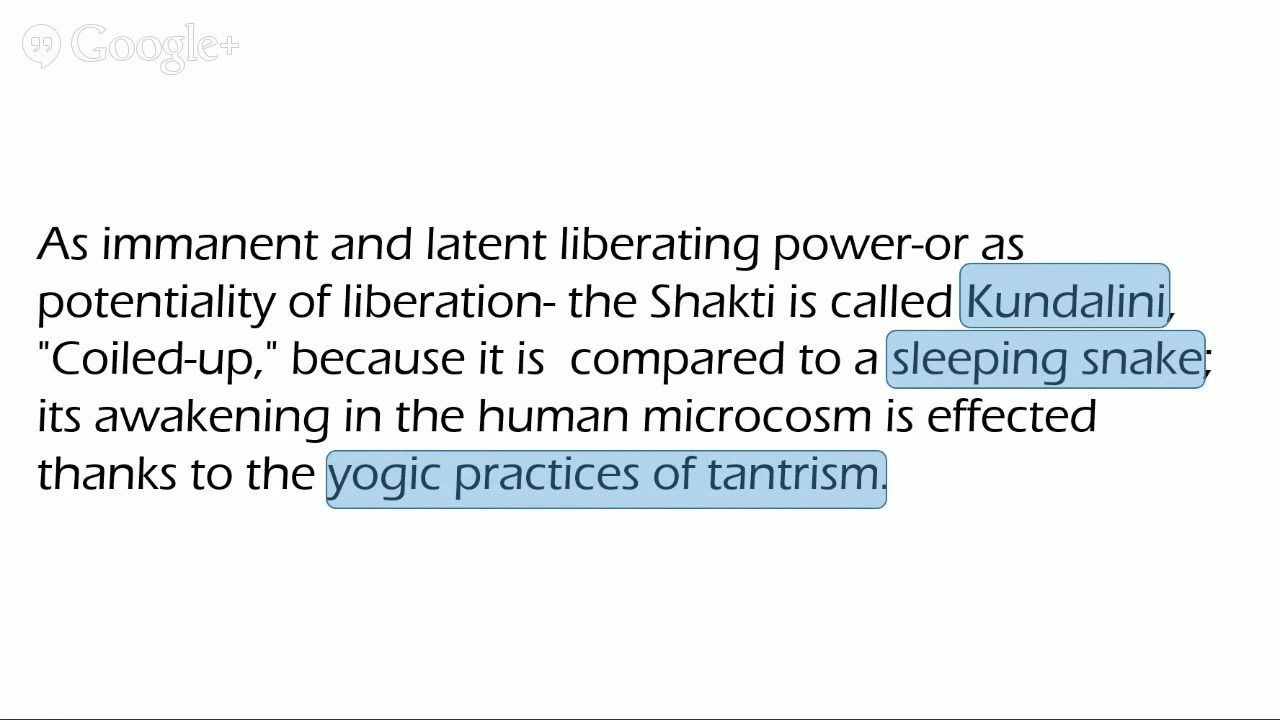 Google+
As immanent and latent liberating power-or as
potentiality of liberation- the Shakti is called Kundalini,
"Coiled-up," because it is  compared to a sleeping snake;
its awakening in the human microcosm is effected
thanks to the yogic practices of tantrism.